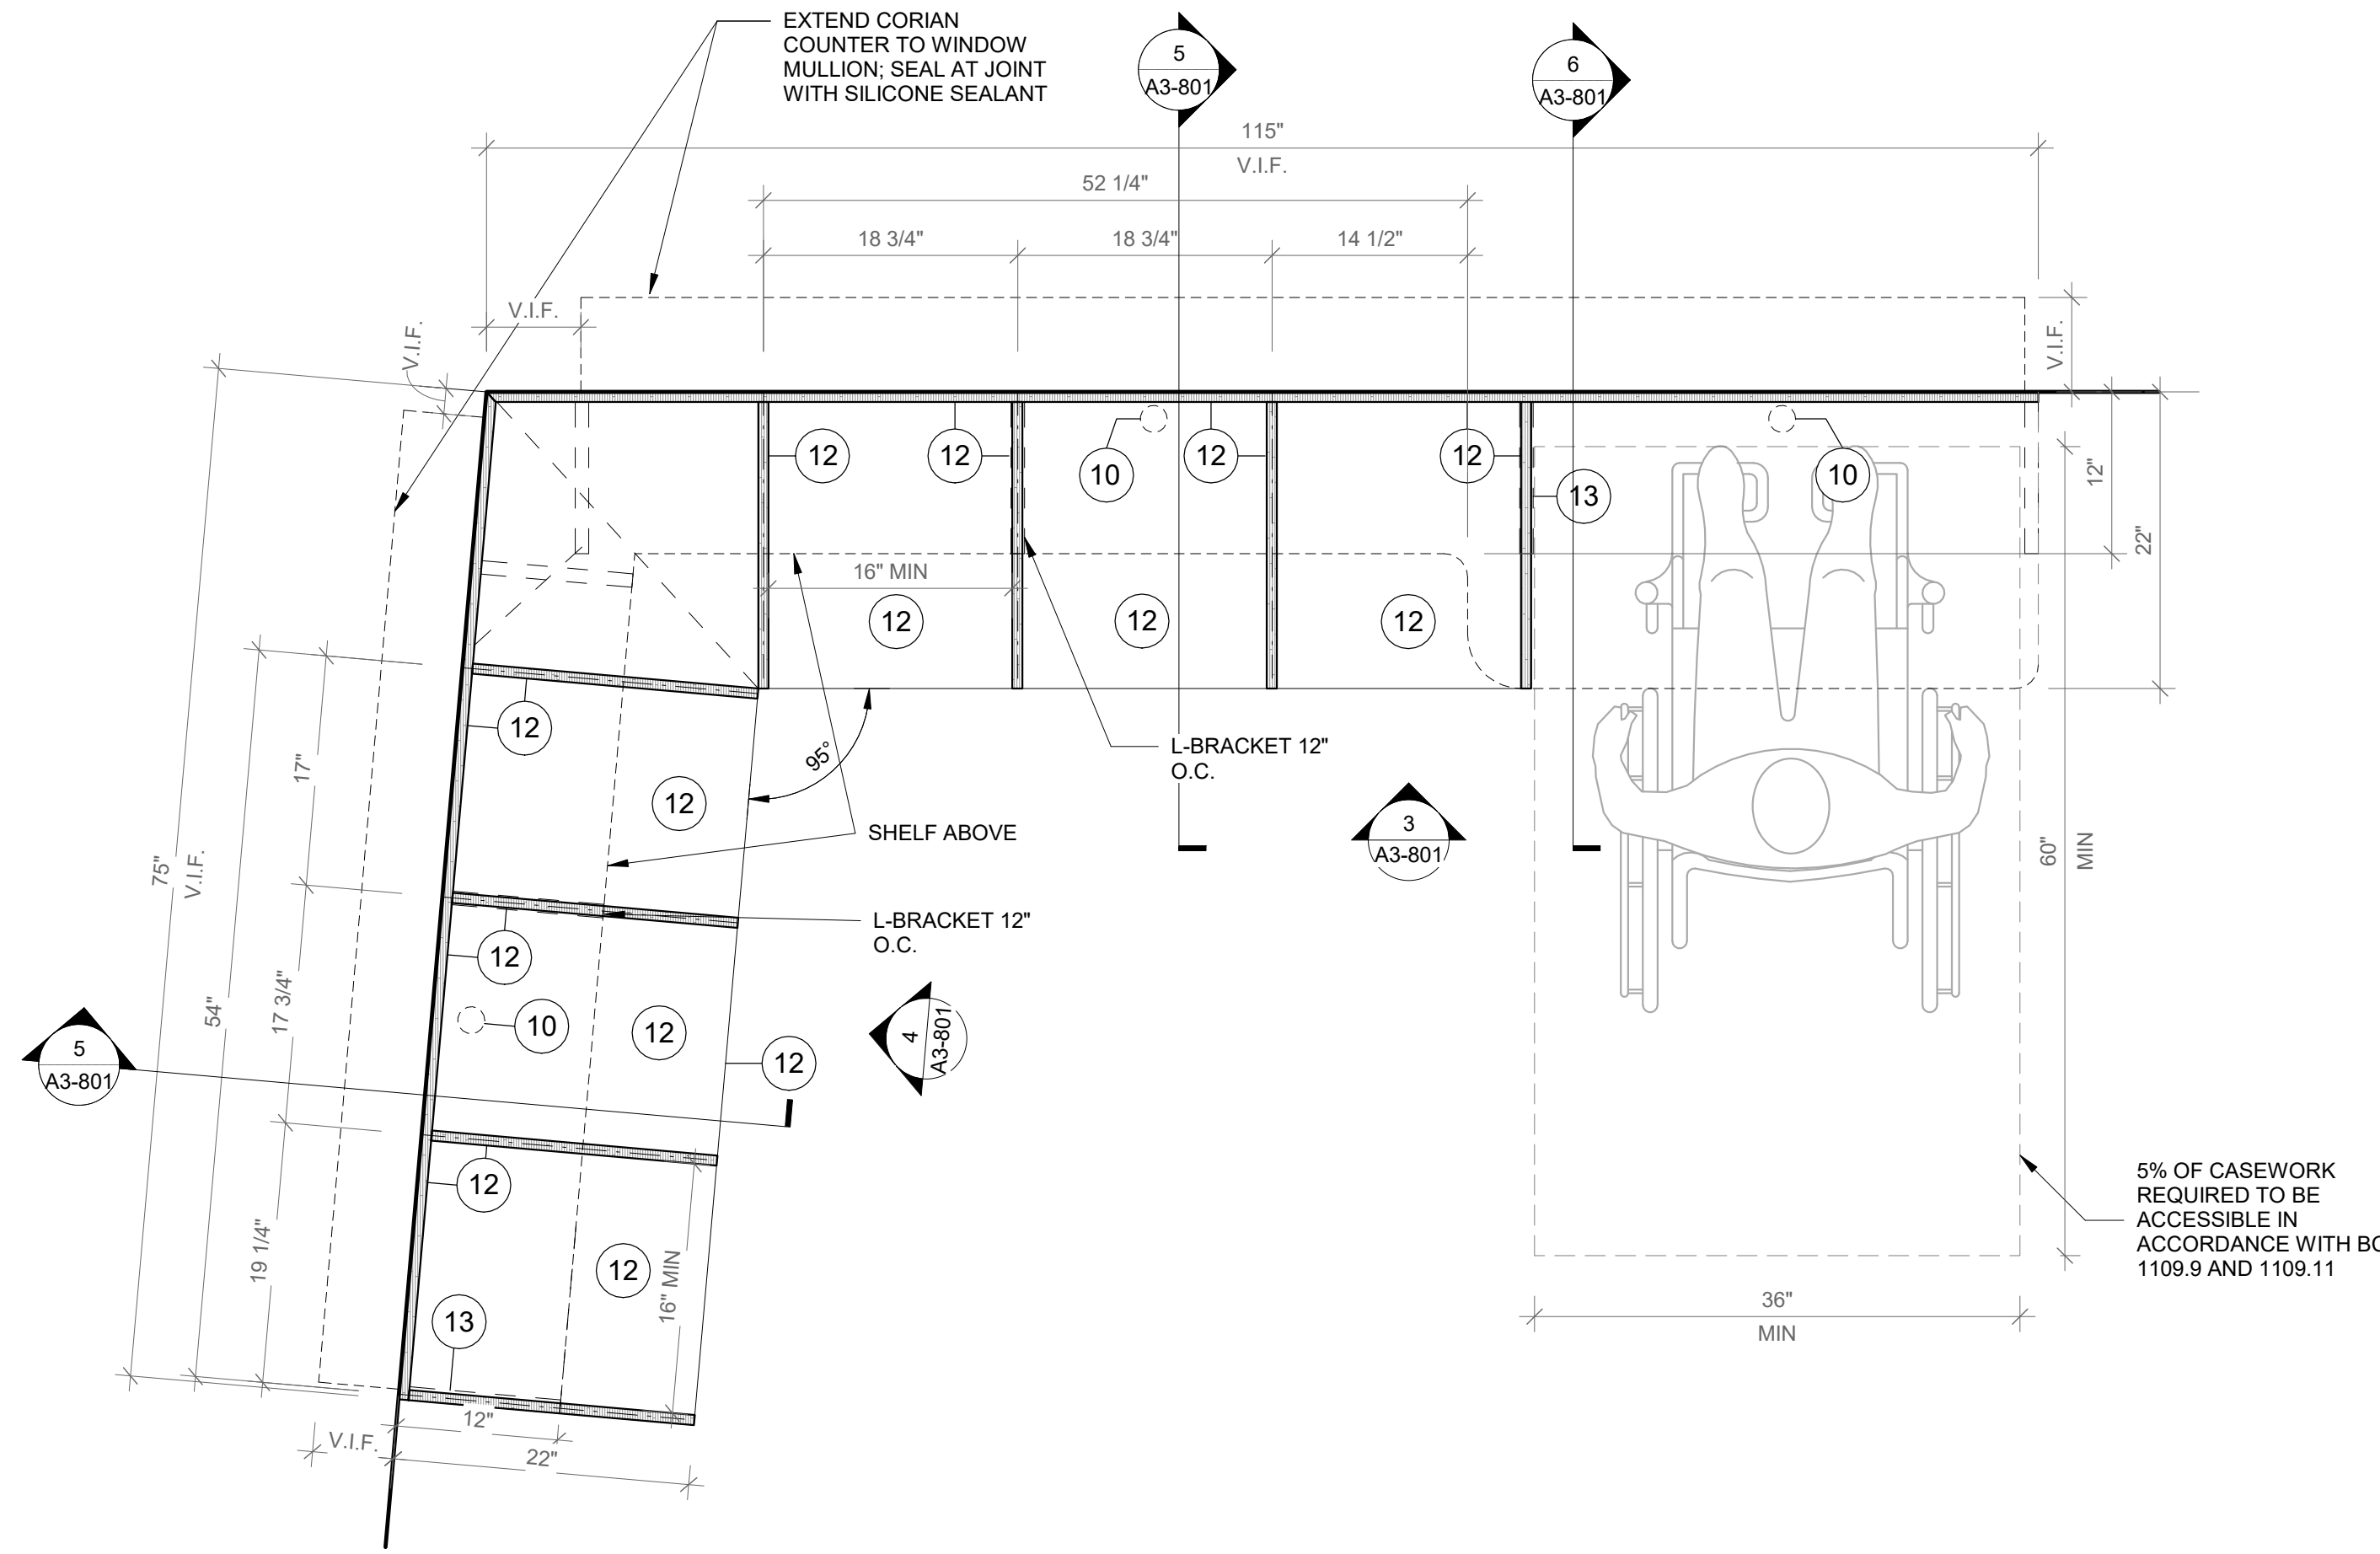 EXTEND CORIAN
COUNTER TO WINDOW
MULLION; SEAL AT JOINT
WITH SILICONE SEALANT
5
A3-801
6
A3-801
115"
V.I.F.
52 1/4"
18 3/4"
18 3/4"
14 1/2"
V.I.F.
V.I.F.
V.I.F.
12
12
12
12
10
10
13
12"
22"
16" MIN
12
12
12
12
95°
L-BRACKET 12"
O.C.
17"
12
SHELF ABOVE
3
A3-801
60"
MIN
75"
V.I.F.
54"
L-BRACKET 12"
O.C.
12
17 3/4"
10
12
12
4
A3-801
5
A3-801
12
5% OF CASEWORK
REQUIRED TO BE
ACCESSIBLE IN
ACCORDANCE WITH
1109.9 AND 1109.11
19 1/4"
12
16" MIN
13
36"
MIN
12"
V.I.F.
22"